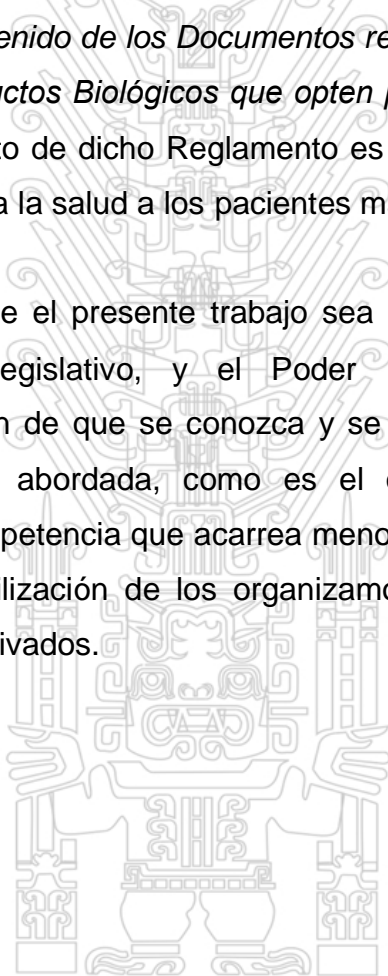 enido de los Documentos re
uctos Biológicos que opten p
to de dicho Reglamento es
a la salud a los pacientes m
e el presente trabajo sea
egislativo, y el Poder
n de que se conozca y se
abordada, como es el
petencia que acarrea meno
ilización de los organizamo
ivados.